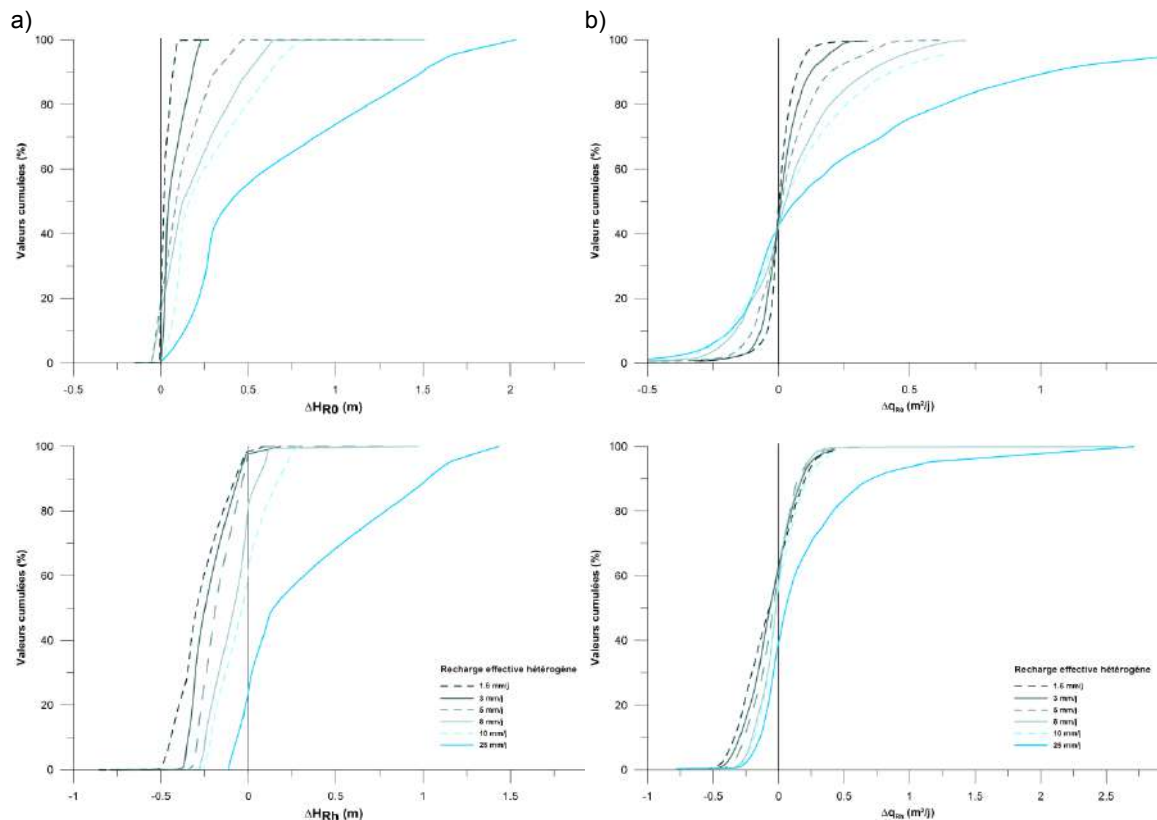 a)
100
80
60
40
20
0
Valeurs cumulées (%)
-0.5 0 0.5 1 1.5 2
ΔHR0 (m)
b)
100
80
60
40
20
0
Valeurs cumulées (%)
-0.5 0 0.5 1
ΔqR0 (m²/j)
100
80
60
40
20
0
Valeurs cumulées (%)
-1 -0.5 0 0.5 1 1.5
ΔHRh (m)
Recharge effective hétérogène
1.5 mm/j
3 mm/j
5 mm/j
8 mm/j
10 mm/j
25 mm/j
100
80
60
40
20
0
Valeurs cumulées (%)
-1 -0.5 0 0.5 1 1.5 2 2.5
ΔqRh (m²/j)
Recharge effective hétérogène
1.5 mm/j
3 mm/j
5 mm/j
8 mm/j
10 mm/j
25 mm/j